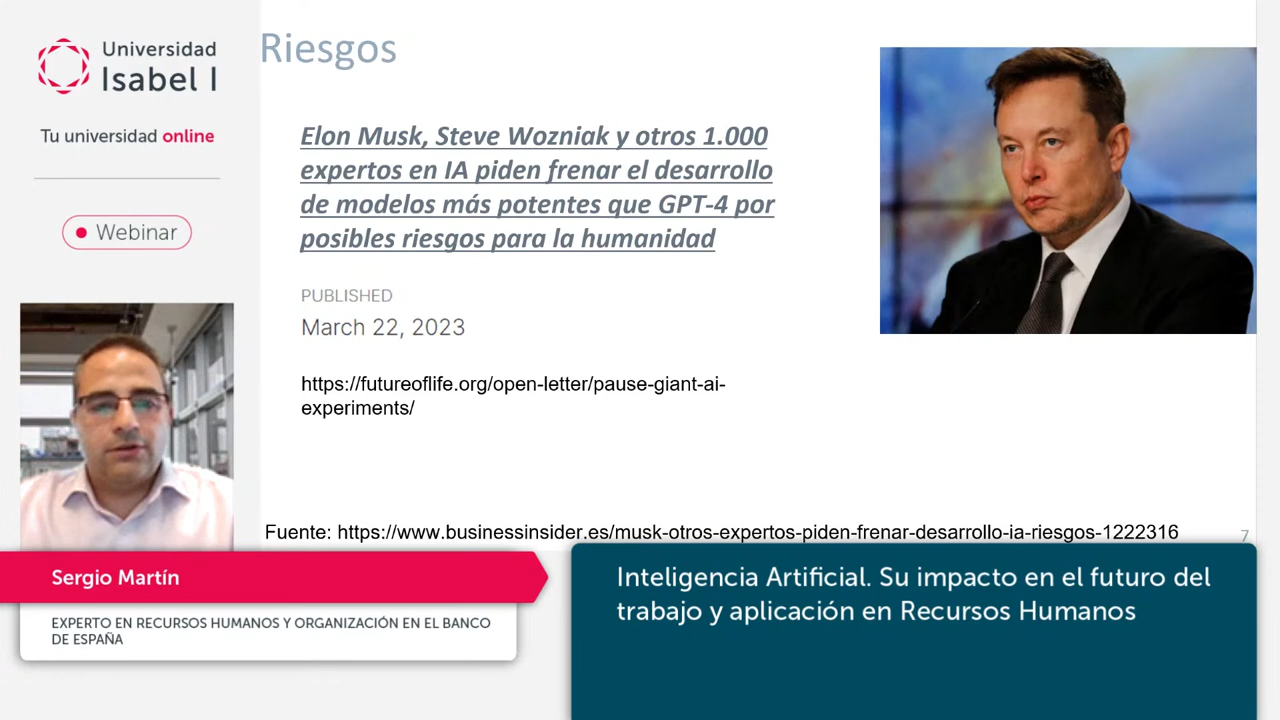 Universidad
Isabel I
Tu universidad online
Webinar
Riesgos
Elon Musk, Steve Wozniak y otros 1.000
expertos en IA piden frenar el desarrollo
de modelos más potentes que GPT-4 por
posibles riesgos para la humanidad
PUBLISHED
March 22, 2023
https://futureoflife.org/open-letter/pause-giant-ai-
experiments/
Fuente: https://www.businessinsider.es/musk-otros-expertos-piden-frenar-desarrollo-ia-riesgos-1222316
7
Sergio Martín
EXPERTO EN RECURSOS HUMANOS Y ORGANIZACIÓN EN EL BANCO
DE ESPAÑA
Inteligencia Artificial. Su impacto en el futuro del
trabajo y aplicación en Recursos Humanos